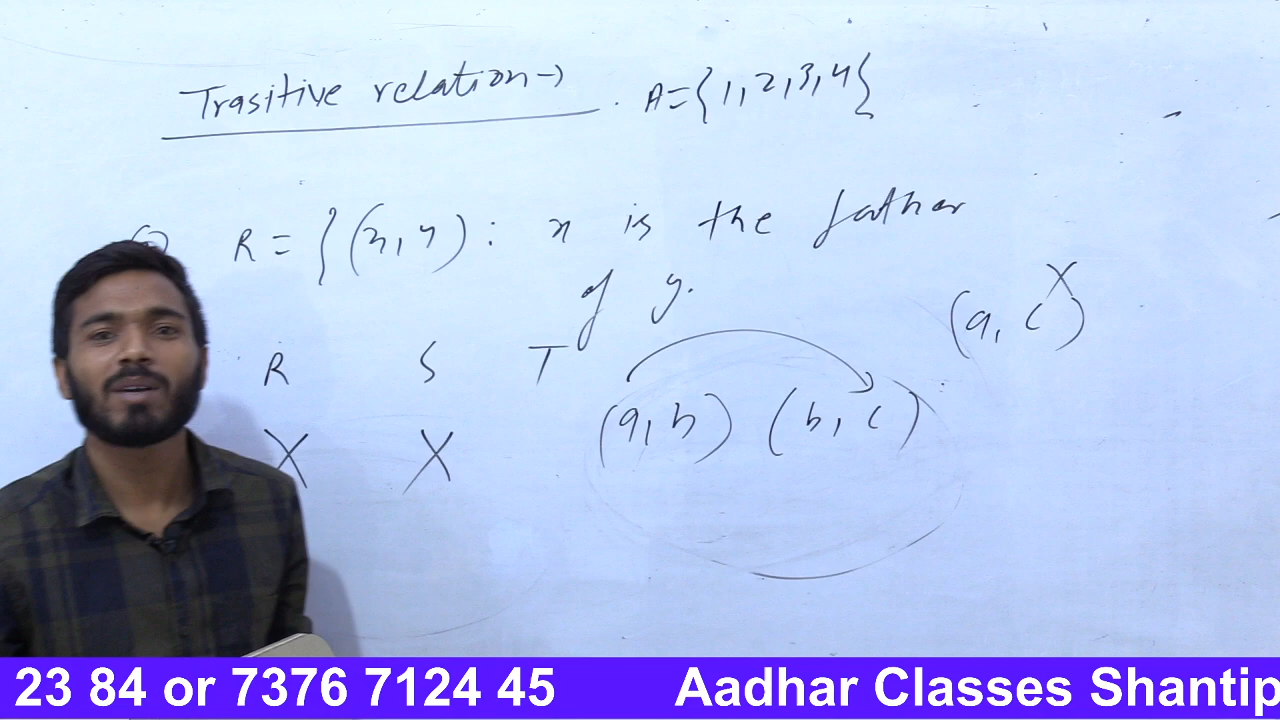 Trasitive relation→ A={1,2,3,4}
R = {(x, y) : x is the father
of y.
(a, c) X
R S T
(a, b) (b, c)
X X
23 84 or 7376 7124 45 Aadhar Classes Shantip